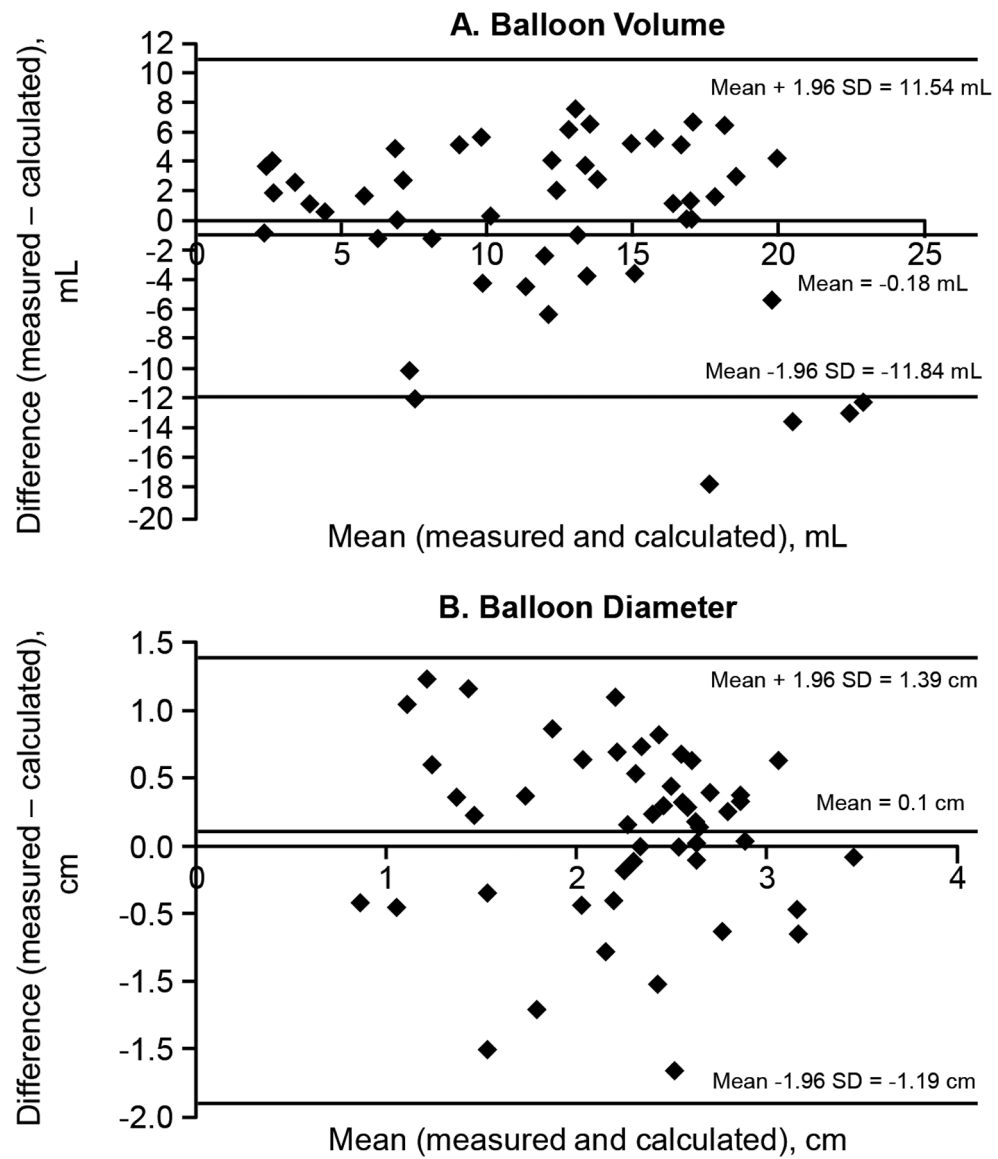 A. Balloon Volume
Difference (measured – calculated),
mL
12
10
8
6
4
2
0
-2
-4
-6
-8
-10
-12
-14
-16
-18
-20
0 5 10 15 20 25
Mean + 1.96 SD = 11.54 mL
Mean = -0.18 mL
Mean -1.96 SD = -11.84 mL
Mean (measured and calculated), mL
B. Balloon Diameter
Difference (measured – calculated),
cm
1.5
1.0
0.5
0.0
-0.5
-1.5
-1.5
-2.0
0 1 2 3 4
Mean + 1.96 SD = 1.39 cm
Mean = 0.1 cm
Mean -1.96 SD = -1.19 cm
Mean (measured and calculated), cm